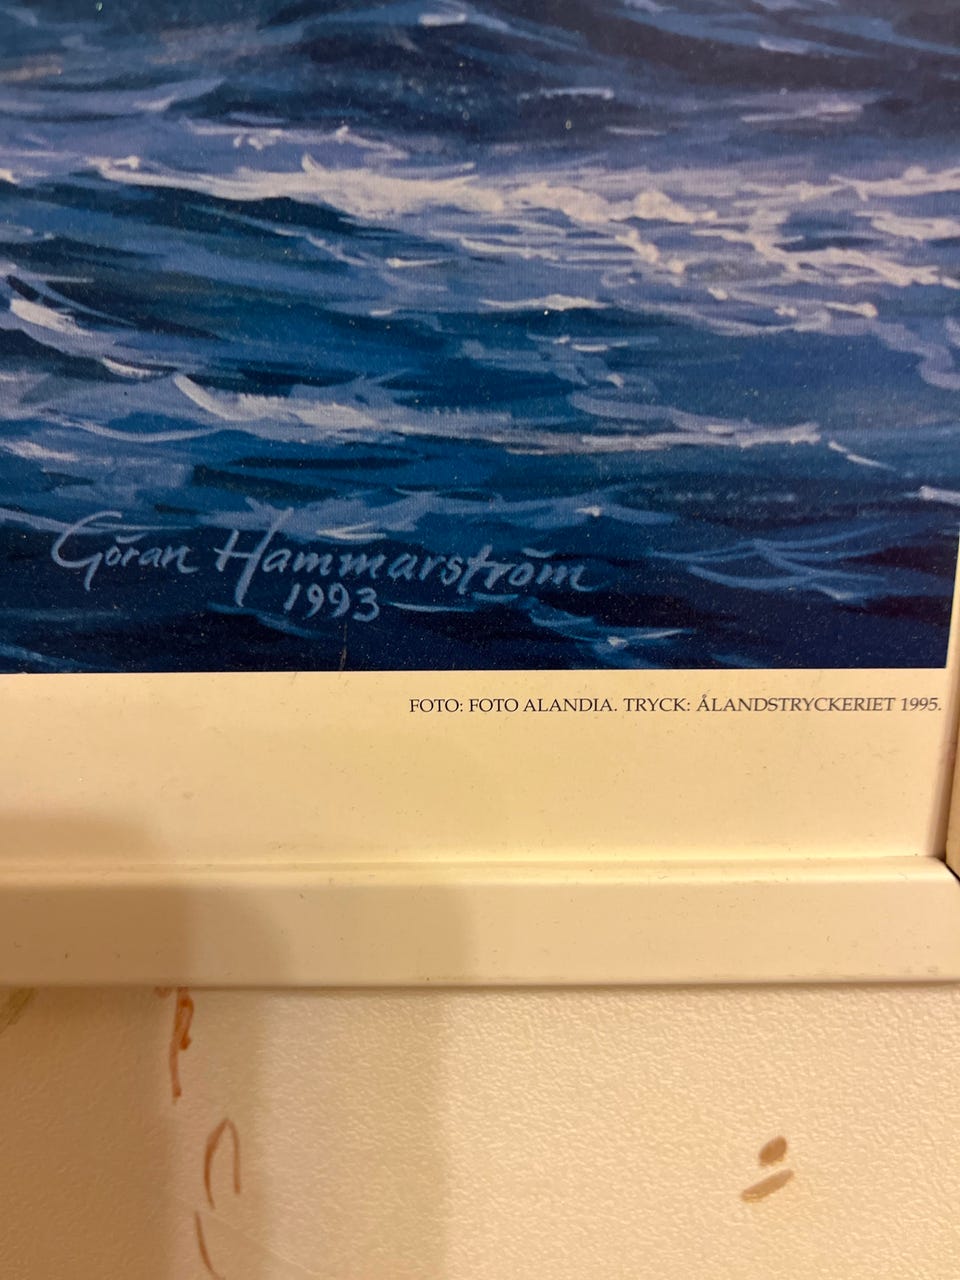 Göran Hammarström
1993
FOTO: FOTO ALANDIA. TRYCK: ÅLANDSTRYCKERIET 1995.